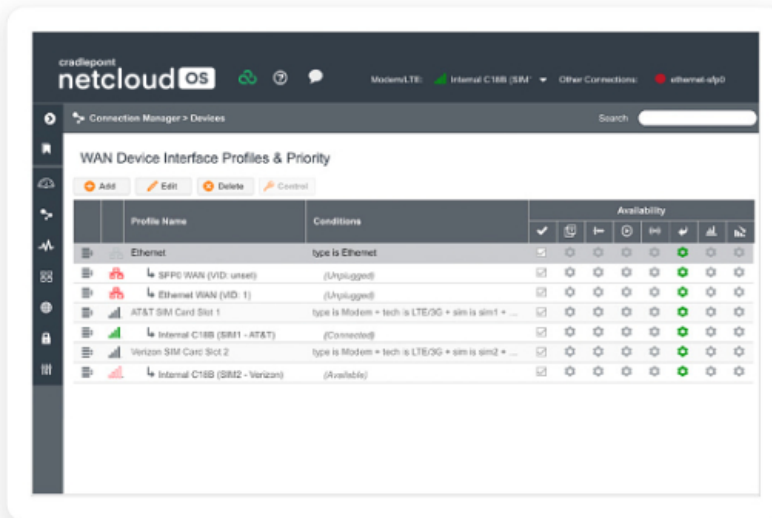 cradlepoint
netcloud OS
Modem/LTE: Internal C18B (SIM1 Other Connections: ethernet-sfp0
Connection Manager > Devices Search
WAN Device Interface Profiles & Priority
Add Edit Delete Control
Availability
Profile Name Conditions
Ethernet type is Ethernet
SFP0 WAN (VID: unset) (Unplugged)
Ethernet WAN (VID: 1) (Unplugged)
AT&T SIM Card Slot 1 type is Modem + tech is LTE/3G + sim is sim1 + ...
Internal C18B (SIM1 - AT&T) (Connected)
Verizon SIM Card Slot 2 type is Modem + tech is LTE/3G + sim is sim2 + ...
Internal C18B (SIM2 - Verizon) (Available)